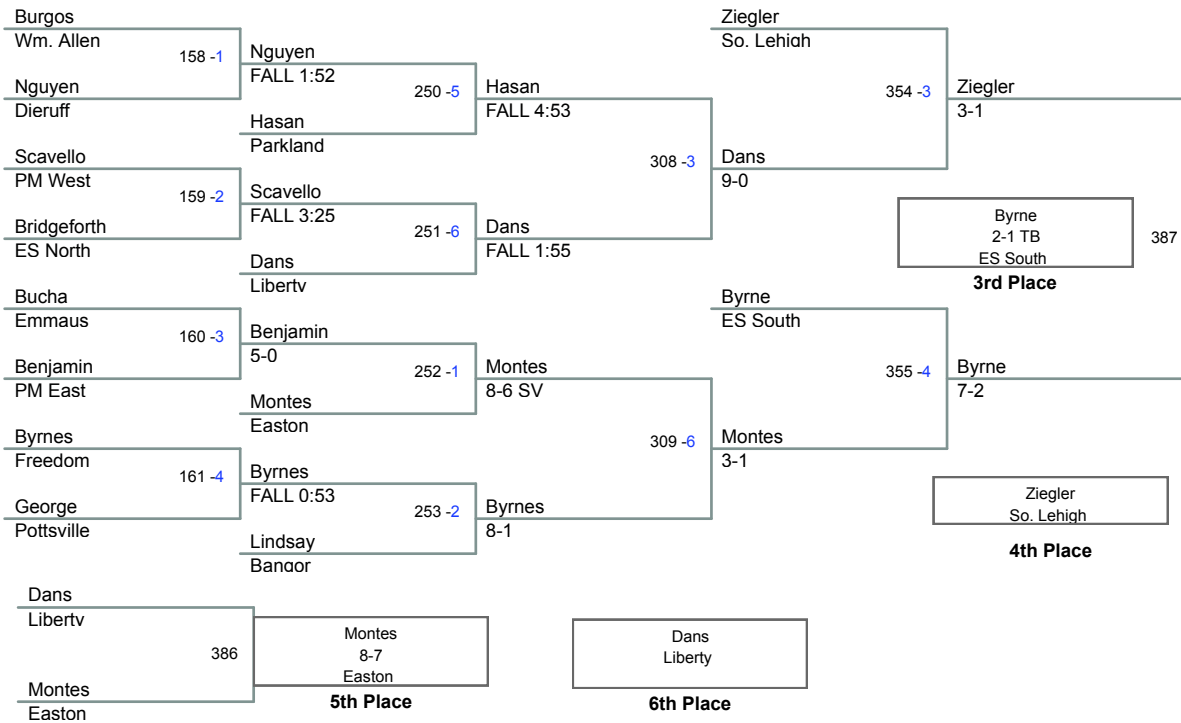 Burgos
Wm. Allen
158 -1
Nguyen
Dieruff
Nguyen
FALL 1:52
250 -5
Hasan
Parkland
Hasan
FALL 4:53
Scavello
PM West
159 -2
Bridgeforth
ES North
Scavello
FALL 3:25
251 -6
Dans
Liberty
Dans
FALL 1:55
308 -3
Dans
9-0
Ziegler
So. Lehigh
354 -3
Ziegler
3-1
Byrne
2-1 TB
ES South
387
3rd Place
Bucha
Emmaus
160 -3
Benjamin
PM East
Benjamin
5-0
252 -1
Montes
Easton
Montes
8-6 SV
Byrnes
Freedom
161 -4
George
Pottsville
Byrnes
FALL 0:53
253 -2
Lindsay
Bangor
Byrnes
8-1
309 -6
Montes
3-1
Byrne
ES South
355 -4
Byrne
7-2
Ziegler
So. Lehigh
4th Place
Dans
Liberty
386
Montes
Easton
Montes
8-7
Easton
5th Place
Dans
Liberty
6th Place